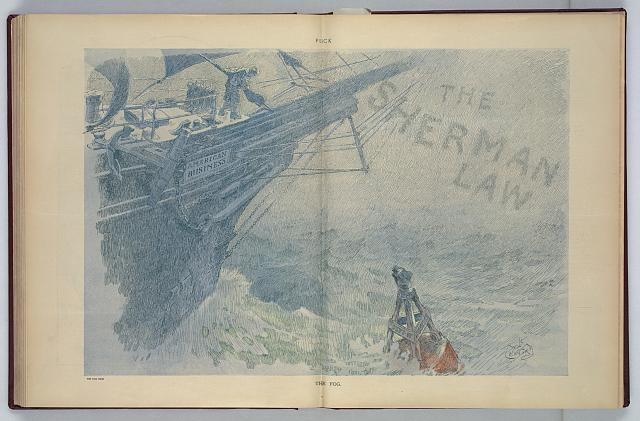 PUCK
THE
SHERMAN
LAW
AMERICAN
BUSINESS
THE FOG.